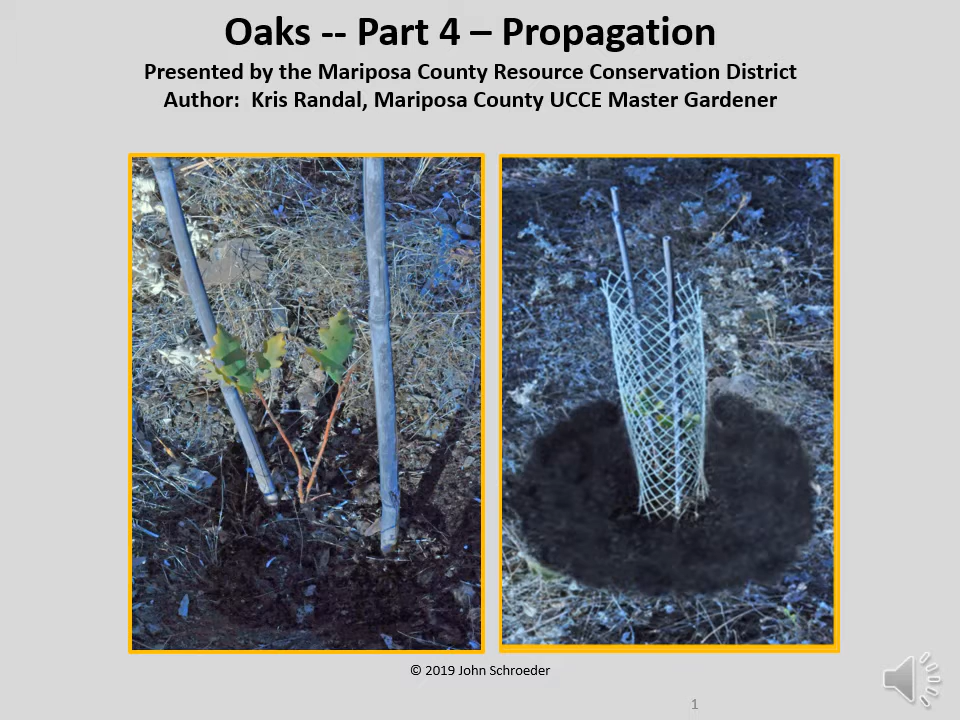 Oaks -- Part 4 – Propagation
Presented by the Mariposa County Resource Conservation District
Author:  Kris Randal, Mariposa County UCCE Master Gardener
© 2019 John Schroeder
1